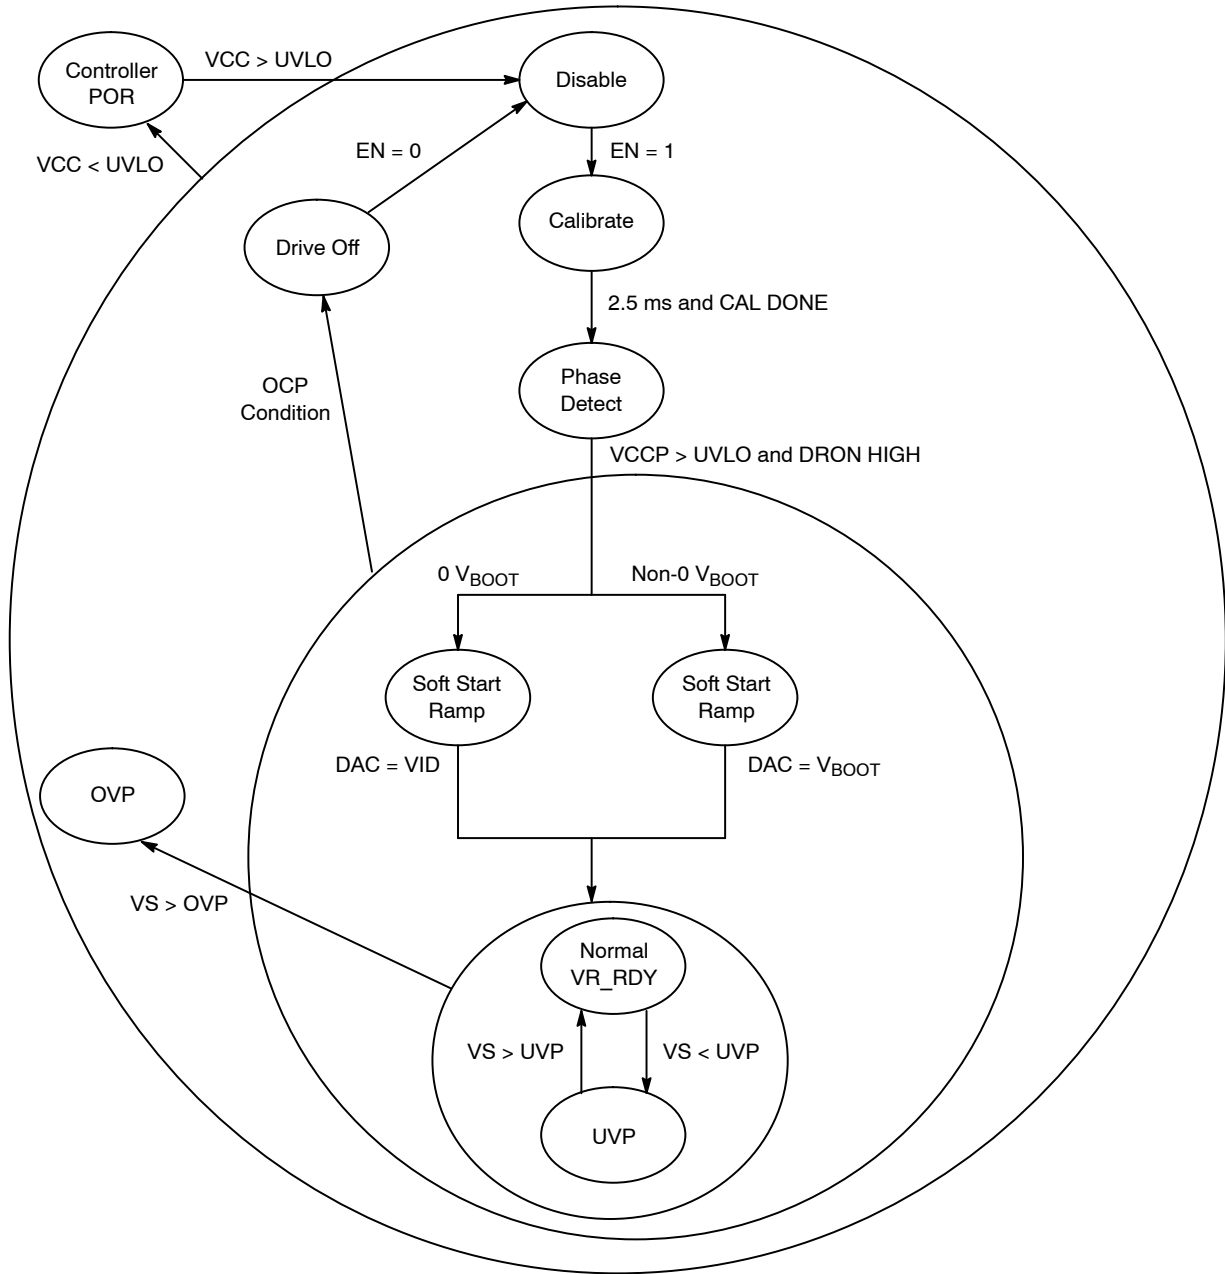 Controller
POR
VCC > UVLO
Disable
VCC < UVLO
EN = 0
EN = 1
Drive Off
Calibrate
2.5 ms and CAL DONE
Phase
Detect
OCP
Condition
VCCP > UVLO and DRON HIGH
0 VBOOT
Non-0 VBOOT
Soft Start
Ramp
Soft Start
Ramp
DAC = VID
DAC = VBOOT
OVP
VS > OVP
Normal
VR_RDY
VS > UVP
VS < UVP
UVP